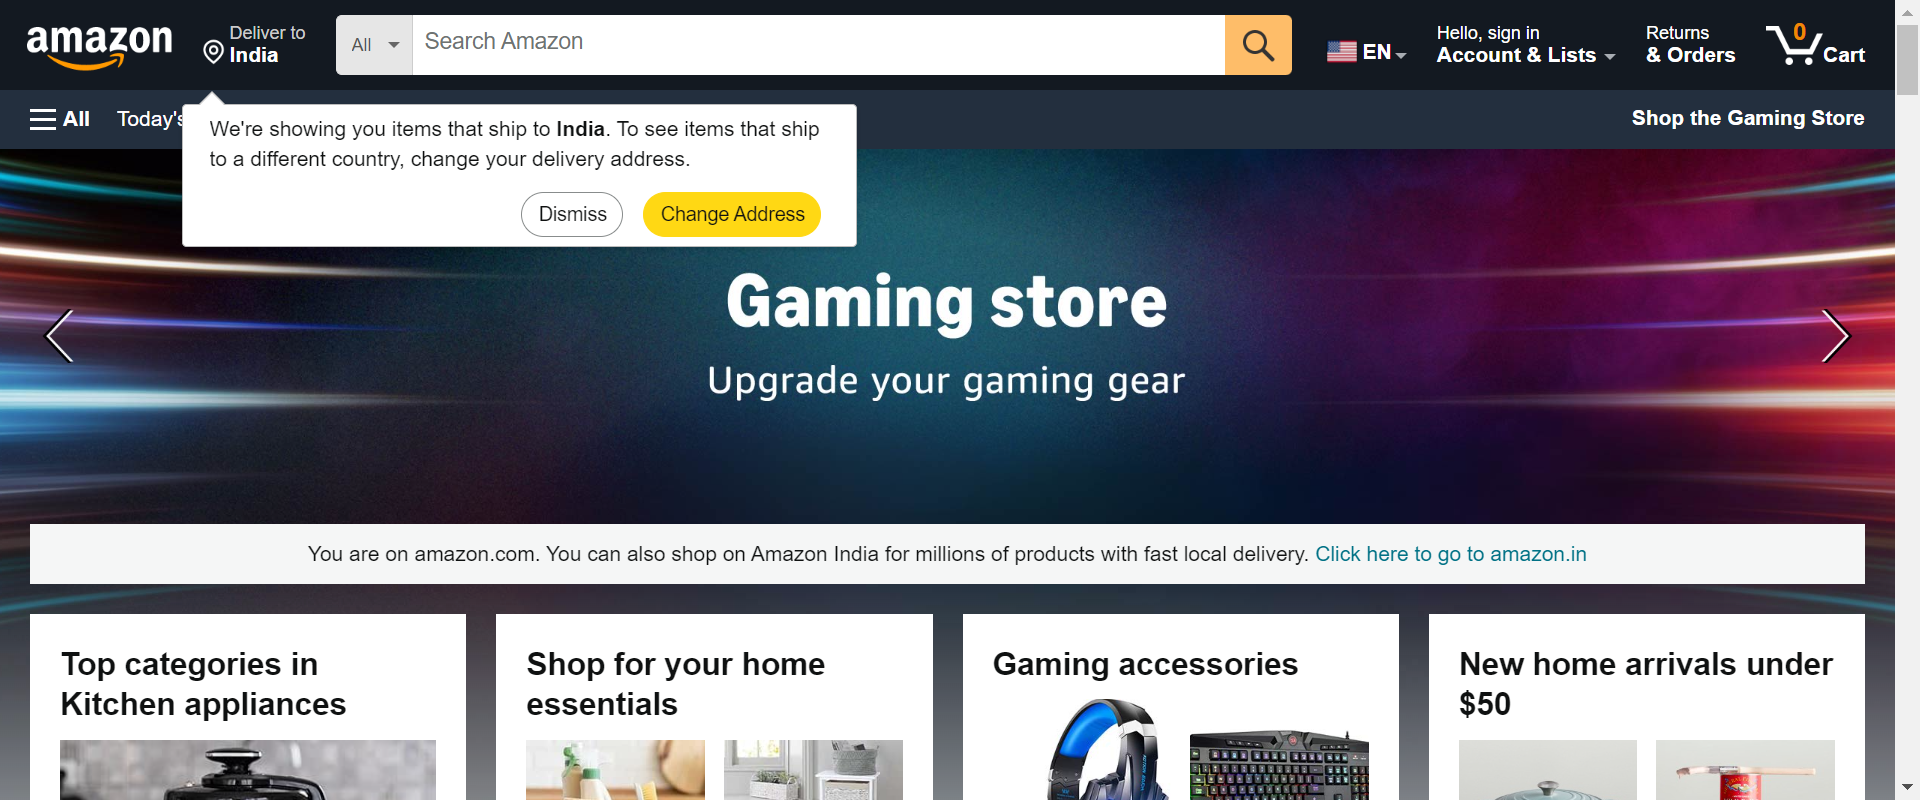 amazon
Deliver to
India
All
Search Amazon
EN
Hello, sign in
Account & Lists
Returns
& Orders
0
Cart
All
Today's
Shop the Gaming Store
We're showing you items that ship to India. To see items that ship
to a different country, change your delivery address.
Dismiss
Change Address
Gaming store
Upgrade your gaming gear
You are on amazon.com. You can also shop on Amazon India for millions of products with fast local delivery. Click here to go to amazon.in
Top categories in
Kitchen appliances
Shop for your home
essentials
Gaming accessories
New home arrivals under
$50